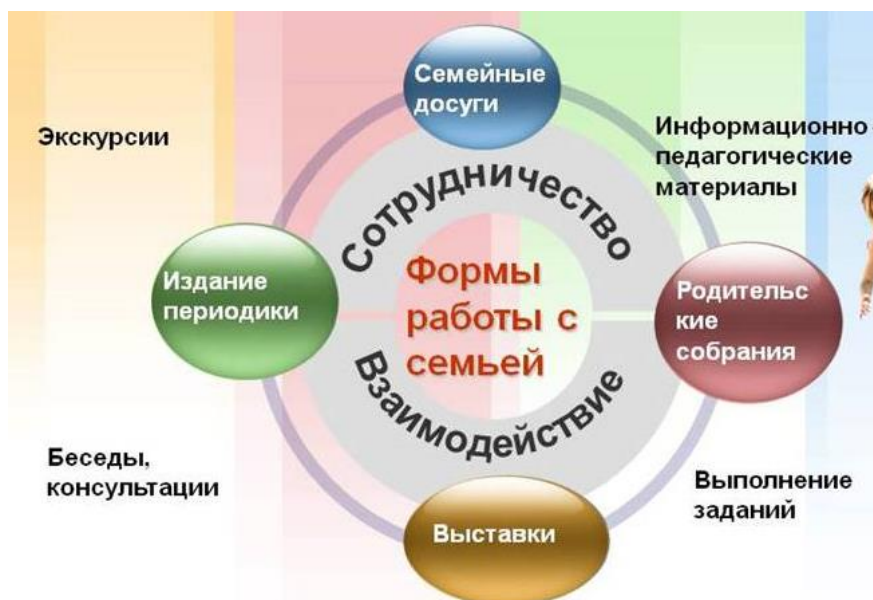 Семейные
досуги
Экскурсии
Информационно
педагогические
материалы
Сотрудничество
Издание
периодики
Формы
работы с
семьей
Родительс
кие
собрания
Взаимодействие
Беседы,
консультации
Выполнение
заданий
Выставки